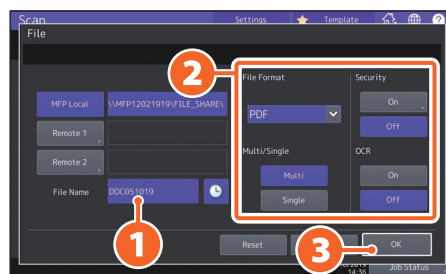 Scan
Settings
Template
File
2
File Format
Security
MFP Local
\\MFP12021919\FILE_SHARE\
On
PDF
Off
Remote 1
Multi/Single
OCR
Remote 2
Multi
On
File Name
DOC051019
Single
Off
1
Reset
3
OK
14:36
Job Status